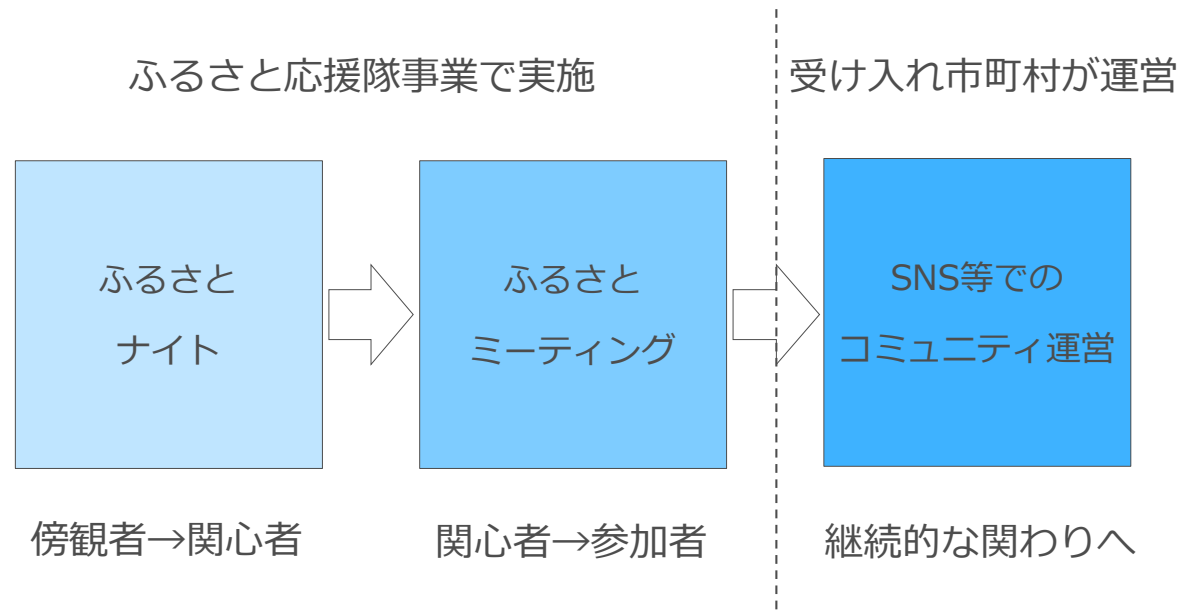 ふるさと応援隊事業で実施
受け入れ市町村が運営
ふるさと
ナイト
ふるさと
ミーティング
SNS等での
コミュニティ運営
傍観者→関心者
関心者→参加者
継続的な関わりへ